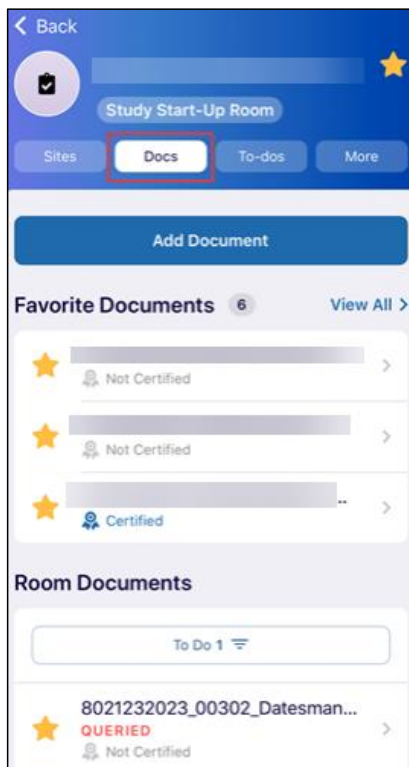 Back
Study Start-Up Room
Sites Docs To-dos More
Add Document
Favorite Documents 6 View All >
Not Certified
Not Certified
..
Certified
Room Documents
To Do 1
8021232023_00302_Datesman...
QUERIED
Not Certified